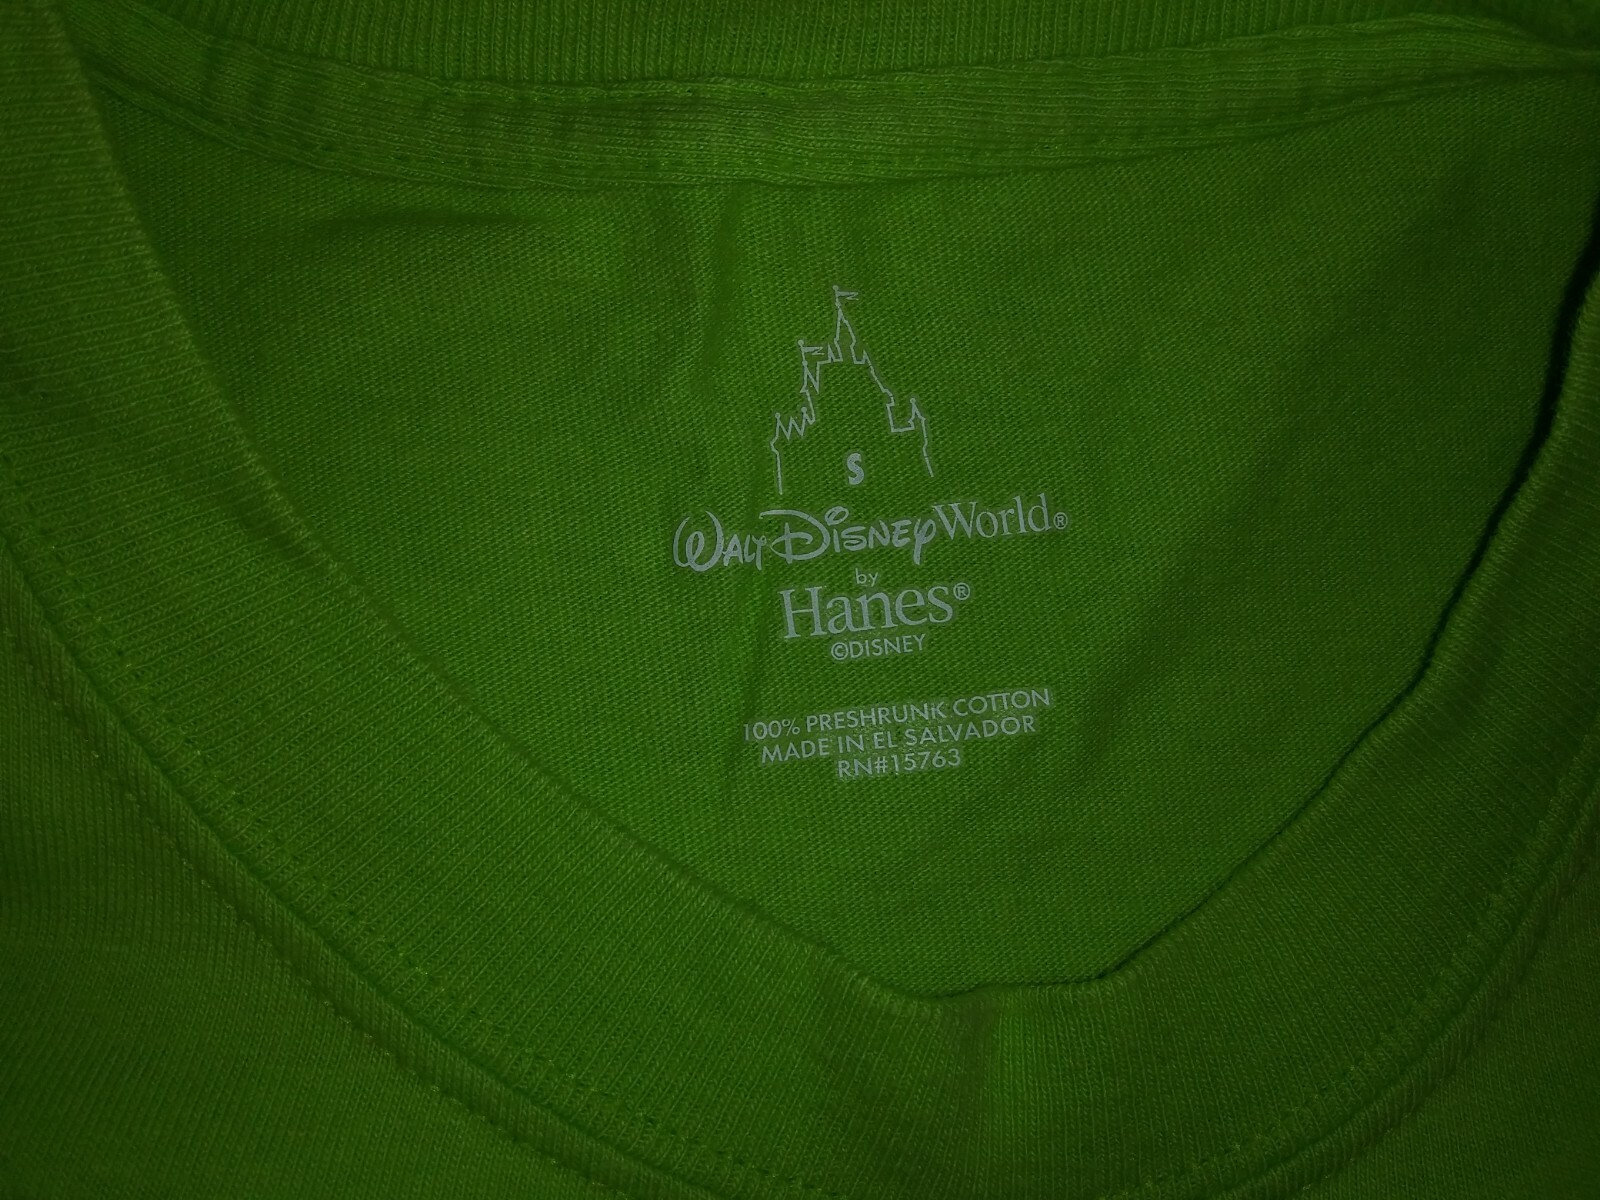 S
WALT DISNEY World®
by
Hanes®
©DISNEY
100% PRESHRUNK COTTON
MADE IN EL SALVADOR
RN#15763